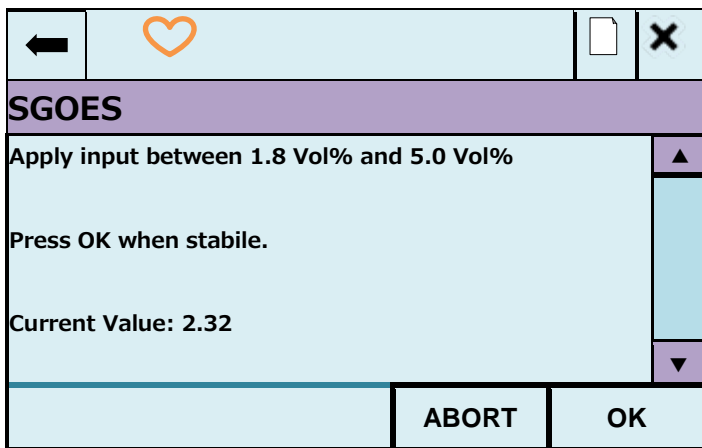 SGOES
Apply input between 1.8 Vol% and 5.0 Vol%
Press OK when stabile.
Current Value: 2.32
ABORT OK